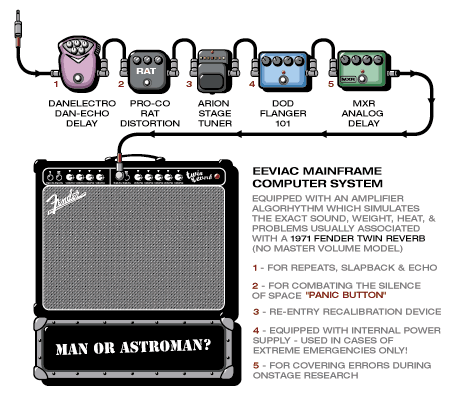 RAT
MXR
1
2
3
4
5
DANELECTRO
DAN-ECHO
DELAY
PRO-CO
RAT
DISTORTION
ARION
STAGE
TUNER
DOD
FLANGER
101
MXR
ANALOG
DELAY
Twin Reverb
Fender
MAN OR ASTROMAN?
EEVIAC MAINFRAME
COMPUTER SYSTEM
EQUIPPED WITH AN AMPLIFIER
ALGORHYTHM WHICH SIMULATES
THE EXACT SOUND, WEIGHT, HEAT, &
PROBLEMS USUALLY ASSOCIATED
WITH A 1971 FENDER TWIN REVERB
(NO MASTER VOLUME MODEL)
1 - FOR REPEATS, SLAPBACK & ECHO
2 - FOR COMBATING THE SILENCE
OF SPACE "PANIC BUTTON"
3 - RE-ENTRY RECALIBRATION DEVICE
4 - EQUIPPED WITH INTERNAL POWER
SUPPLY - USED IN CASES OF
EXTREME EMERGENCIES ONLY!
5 - FOR COVERING ERRORS DURING
ONSTAGE RESEARCH